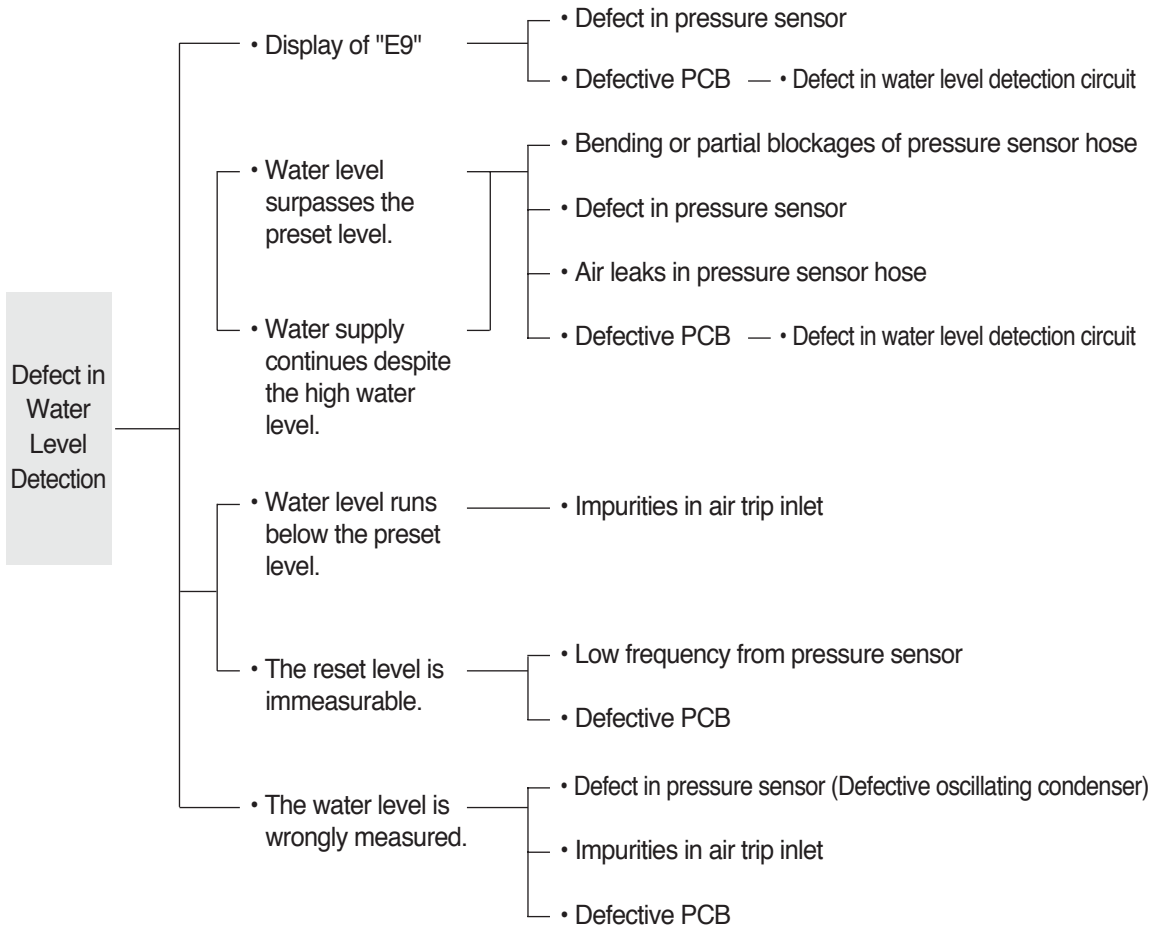 Defect in
Water
Level
Detection
• Display of "E9"
• Defect in pressure sensor
• Defective PCB — • Defect in water level detection circuit
• Water level
surpasses the
preset level.
• Water supply
continues despite
the high water
level.
• Bending or partial blockages of pressure sensor hose
• Defect in pressure sensor
• Air leaks in pressure sensor hose
• Defective PCB — • Defect in water level detection circuit
• Water level runs
below the preset
level.
• Impurities in air trip inlet
• The reset level is
immeasurable.
• Low frequency from pressure sensor
• Defective PCB
• The water level is
wrongly measured.
• Defect in pressure sensor (Defective oscillating condenser)
• Impurities in air trip inlet
• Defective PCB